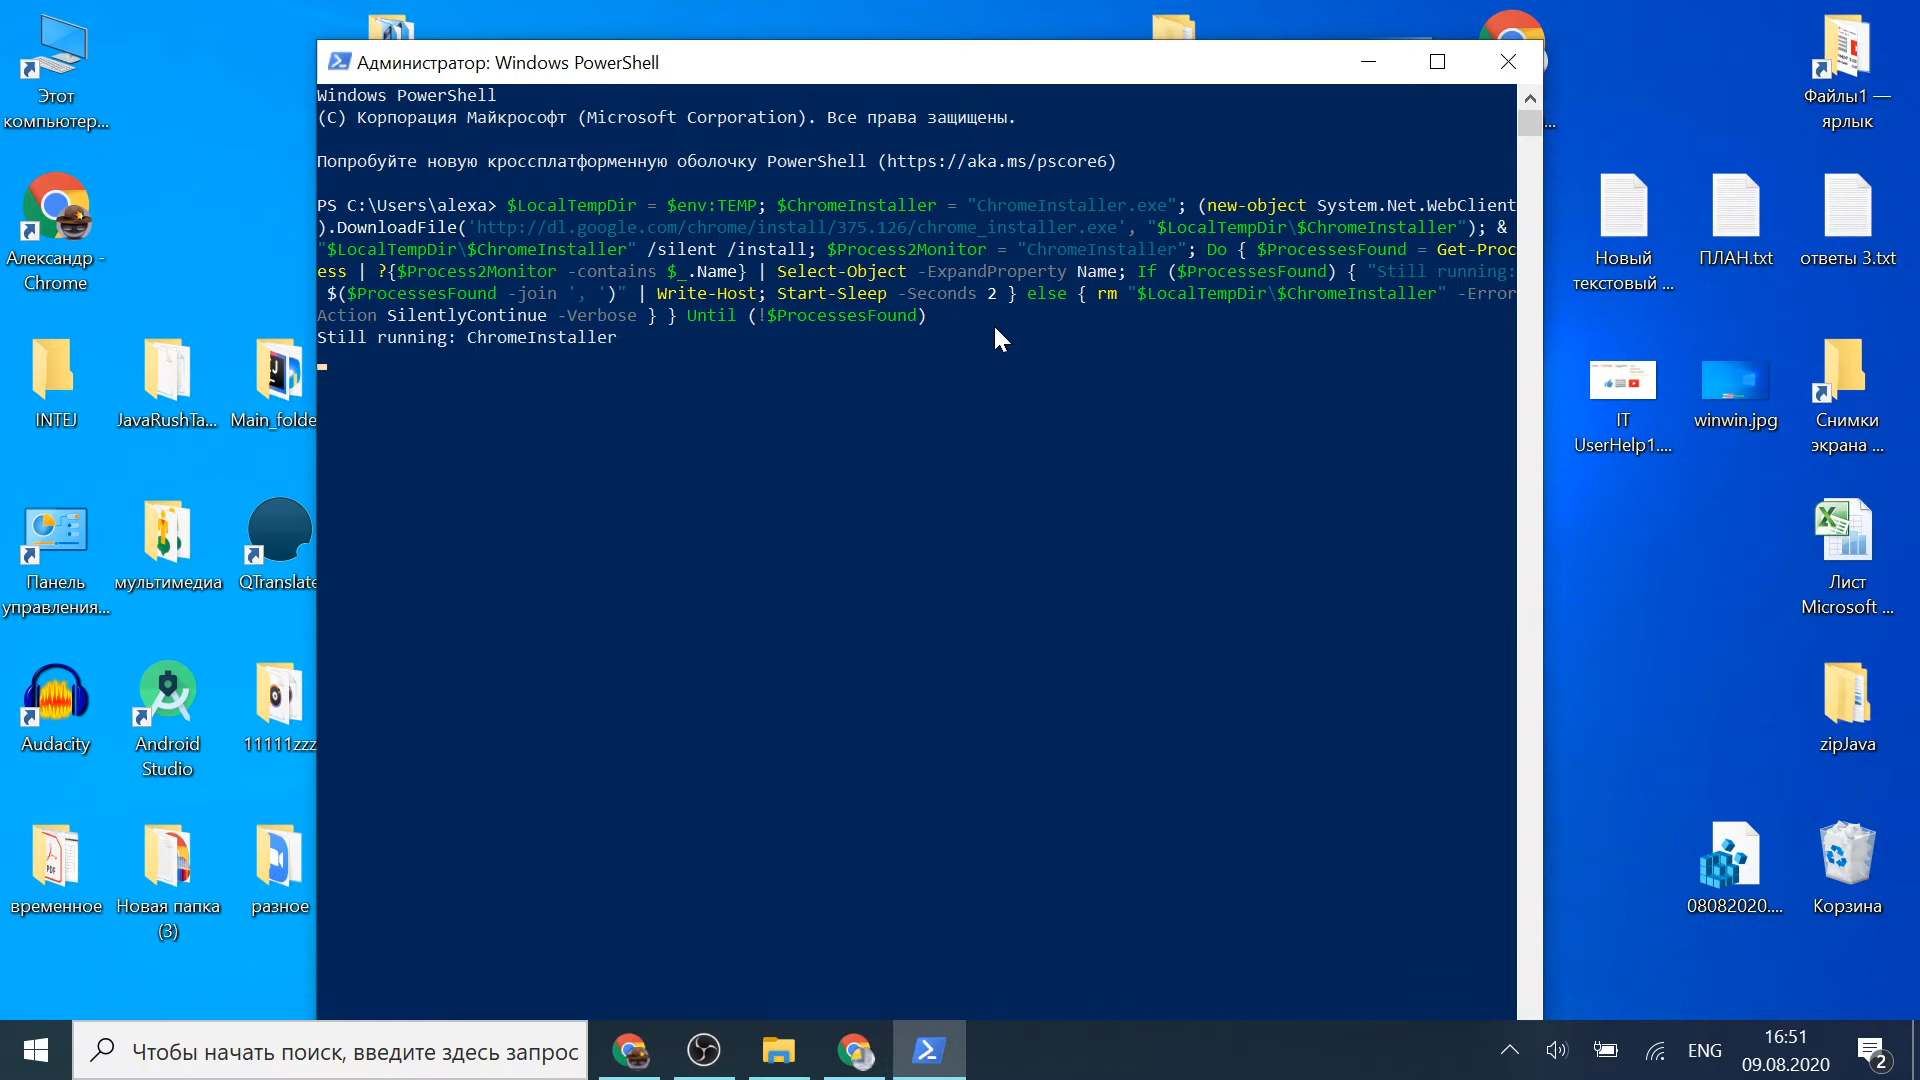 Администратор: Windows PowerShell
Windows PowerShell
(C) Корпорация Майкрософт (Microsoft Corporation). Все права защищены.
Попробуйте новую кроссплатформенную оболочку PowerShell (https://aka.ms/pscore6)
PS C:\Users\alexa> $LocalTempDir = $env:TEMP; $ChromeInstaller = "ChromeInstaller.exe"; (new-object System.Net.WebClient
).DownloadFile('http://dl.google.com/chrome/install/375.126/chrome_installer.exe', "$LocalTempDir\$ChromeInstaller"); &
"$LocalTempDir\$ChromeInstaller" /silent /install; $Process2Monitor = "ChromeInstaller"; Do { $ProcessesFound = Get-Proc
ess | ?{$Process2Monitor -contains $_.Name} | Select-Object -ExpandProperty Name; If ($ProcessesFound) { "Still running:
$($ProcessesFound -join ', ')" | Write-Host; Start-Sleep -Seconds 2 } else { rm "$LocalTempDir\$ChromeInstaller" -Error
Action SilentlyContinue -Verbose } } Until (!$ProcessesFound)
Still running: ChromeInstaller
Этот
компьютер...
Александр -
Chrome
INTEJ
JavaRushTa...
Main_folde
Панель
управления...
мультимедиа
QTranslate
Audacity
Android
Studio
11111zzz
временное
Новая папка
(3)
разное
Файлы1 —
ярлык
Новый
текстовый ...
ПЛАН.txt
ответы 3.txt
IT
UserHelp1....
winwin.jpg
Снимки
экрана ...
Лист
Microsoft ...
zipJava
08082020....
Корзина
Чтобы начать поиск, введите здесь запрос
ENG
16:51
09.08.2020
2